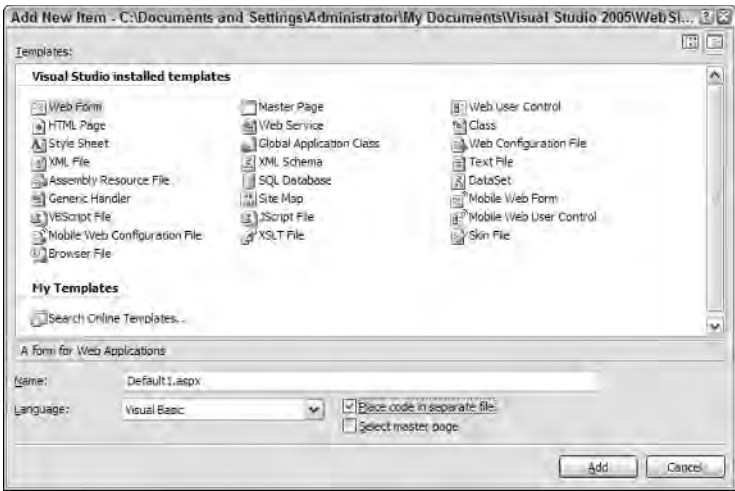 Add New Item - C:\Documents and Settings\Administrator\My Documents\Visual Studio 2005\WebSi...
Templates:
Visual Studio installed templates
Web Form
Master Page
Web User Control
HTML Page
Web Service
Class
Style Sheet
Global Application Class
Web Configuration File
XML File
XML Schema
Text File
Assembly Resource File
SQL Database
DataSet
Generic Handler
Site Map
Mobile Web Form
VBScript File
JScript File
Mobile Web User Control
Mobile Web Configuration File
XSLT File
Skin File
Browser File
My Templates
Search Online Templates...
A form for Web Applications
Name:
Default1.aspx
Language:
Visual Basic
Place code in separate file
Select master page
Add
Cancel